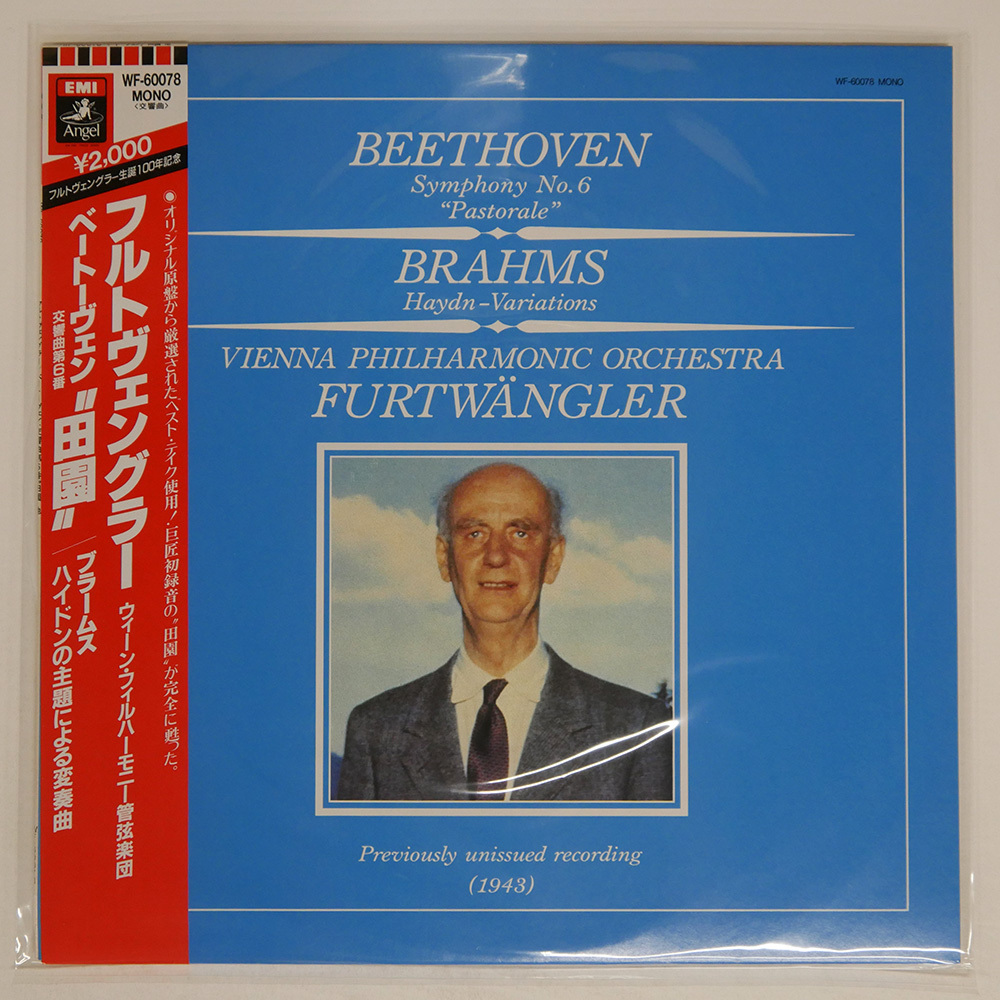 EMI
Angel
WF-60078
MONO
〈交響曲〉
¥2,000
フルトヴェングラー生誕100年記念
●オリジナル原盤から厳選されたベスト・テイク使用!巨匠初録音の"田園"が完全に甦った。
フルトヴェングラー
ウィーン・フィルハーモニー管弦楽団
ベートーヴェン
交響曲第6番
"田園"
ブラームス
ハイドンの主題による変奏曲
WF-60078 MONO
BEETHOVEN
Symphony No. 6
“Pastorale”
BRAHMS
Haydn–Variations
VIENNA PHILHARMONIC ORCHESTRA
FURTWÄNGLER
Previously unissued recording
(1943)